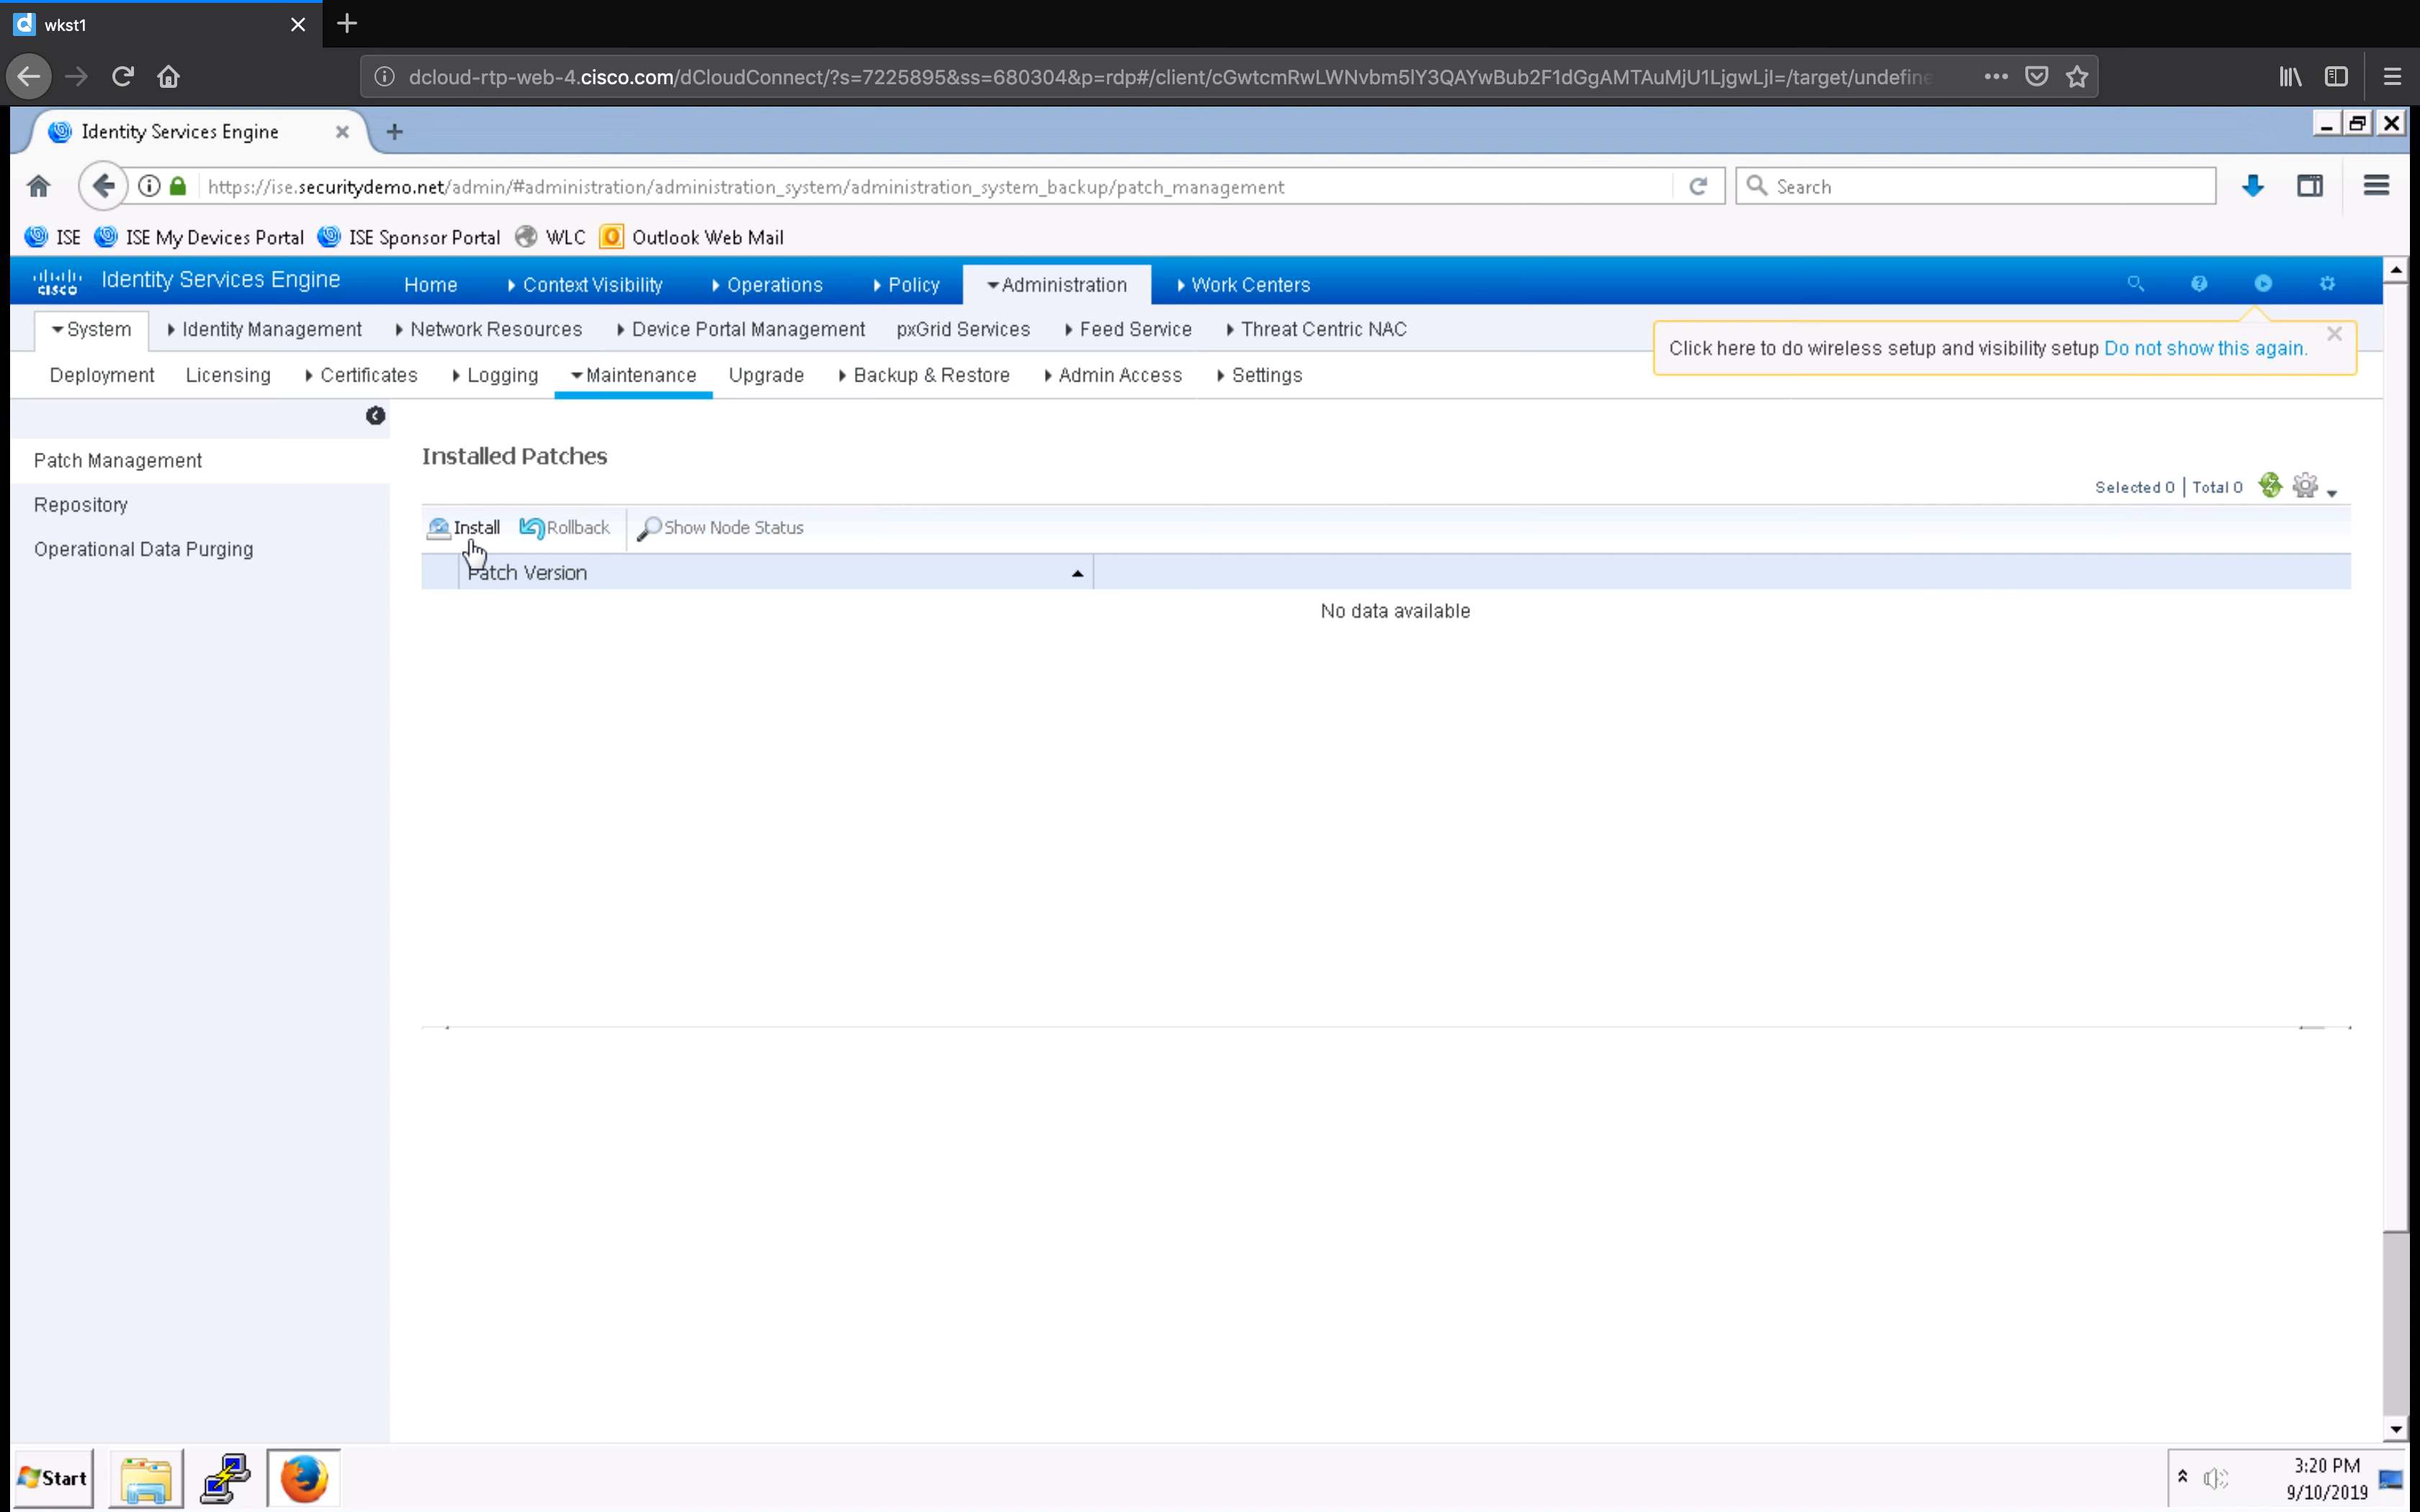 wkst1
dcloud-rtp-web-4.cisco.com/dCloudConnect/?s=7225895&ss=680304&p=rdp#/client/cGwtcmRwLWNvbm5lY3QAYwBub2F1dGgAMTAuMjU1LjgwLjI=/target/undefine
Identity Services Engine
https://ise.securitydemo.net/admin/#administration/administration_system/administration_system_backup/patch_management
Search
ISE ISE My Devices Portal ISE Sponsor Portal WLC Outlook Web Mail
cisco Identity Services Engine Home Context Visibility Operations Policy Administration Work Centers
System Identity Management Network Resources Device Portal Management pxGrid Services Feed Service Threat Centric NAC
Click here to do wireless setup and visibility setup Do not show this again.
Deployment Licensing Certificates Logging Maintenance Upgrade Backup & Restore Admin Access Settings
Patch Management
Repository
Operational Data Purging
Installed Patches
Selected 0 | Total 0
Install Rollback Show Node Status
Patch Version
No data available
Start
3:20 PM
9/10/2019